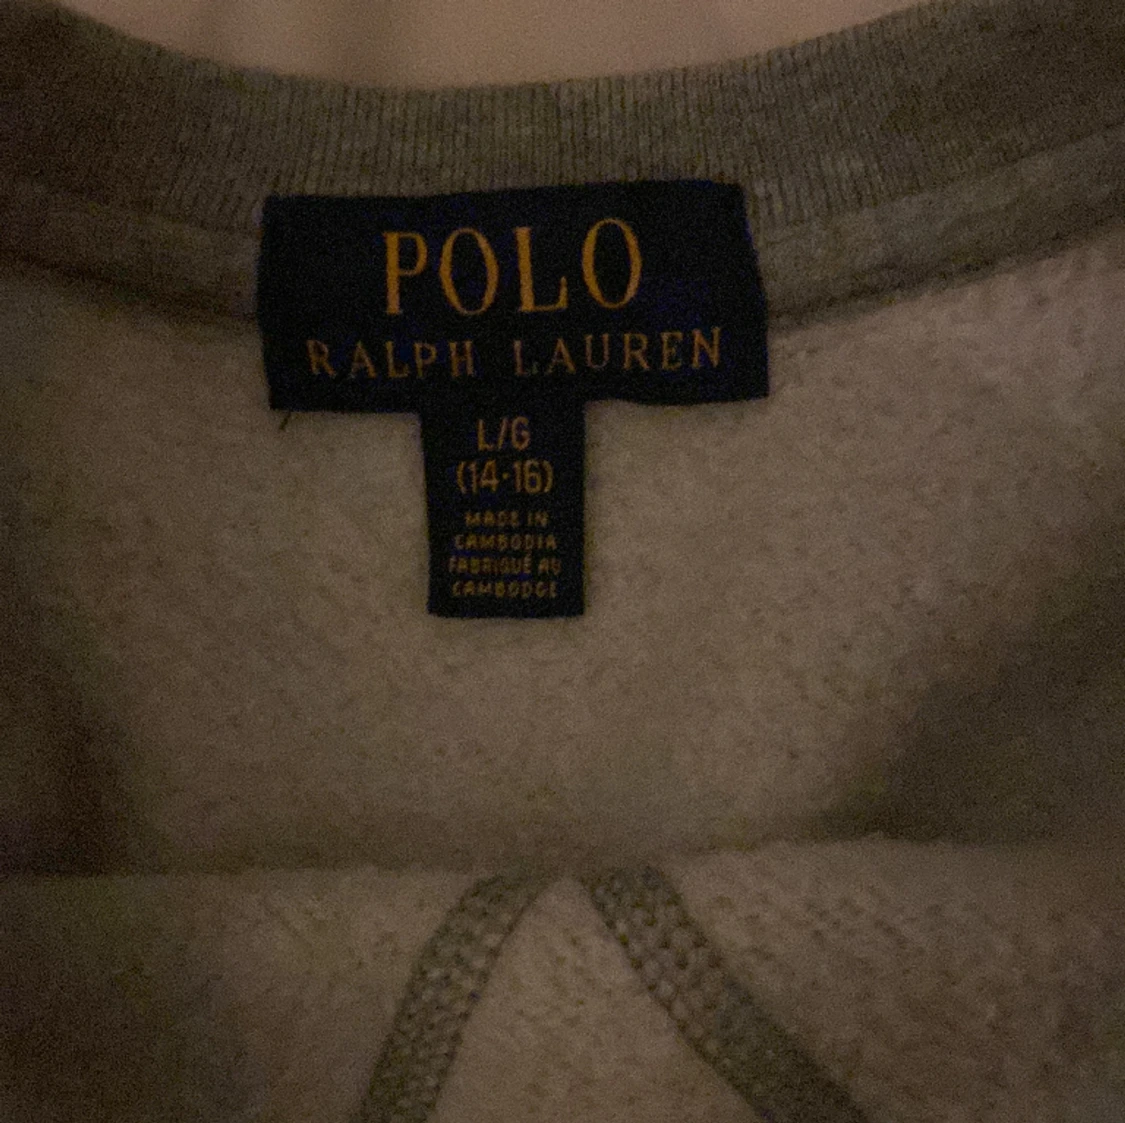 POLO
RALPH LAUREN
L/G
(14-16)
MADE IN
CAMBODIA
FABRIQUÉ AU
CAMBODGE